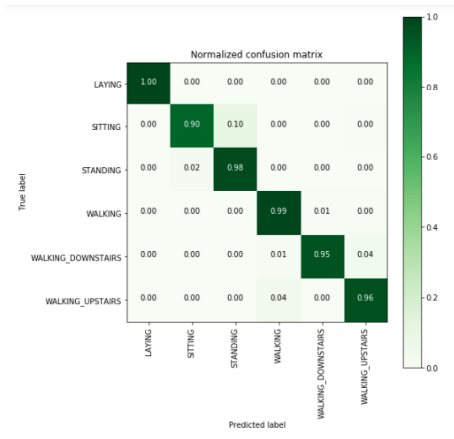 Normalized confusion matrix
True label
LAYING 1.00 0.00 0.00 0.00 0.00 0.00
SITTING 0.00 0.90 0.10 0.00 0.00 0.00
STANDING 0.00 0.02 0.98 0.00 0.00 0.00
WALKING 0.00 0.00 0.00 0.99 0.01 0.00
WALKING_DOWNSTAIRS 0.00 0.00 0.00 0.01 0.95 0.04
WALKING_UPSTAIRS 0.00 0.00 0.00 0.04 0.00 0.96
LAYING
SITTING
STANDING
WALKING
WALKING_DOWNSTAIRS
WALKING_UPSTAIRS
Predicted label
1.0
0.8
0.6
0.4
0.2
0.0